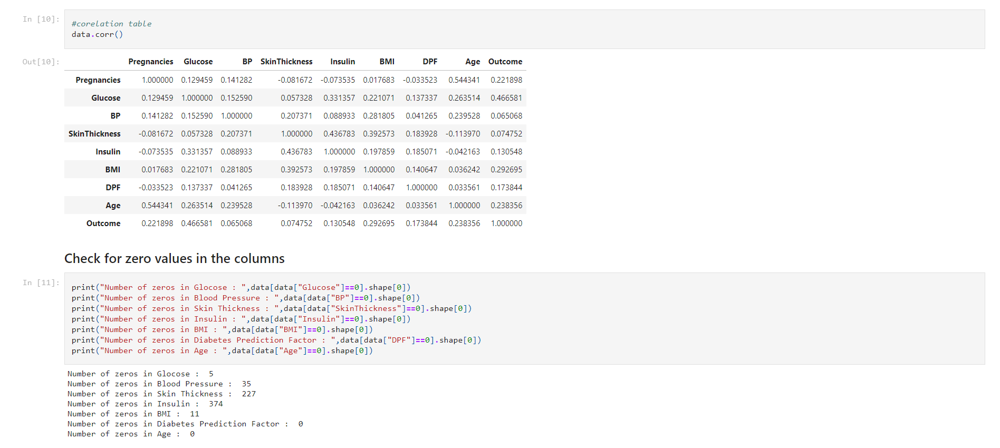 In [10]:
#corelation table
data.corr()
Out[10]:
Pregnancies Glucose BP SkinThickness Insulin BMI DPF Age Outcome
Pregnancies 1.000000 0.129459 0.141282 -0.081672 -0.073535 0.017683 -0.033523 0.544341 0.221898
Glucose 0.129459 1.000000 0.152590 0.057328 0.331357 0.221071 0.137337 0.263514 0.466581
BP 0.141282 0.152590 1.000000 0.207371 0.088933 0.281805 0.041265 0.239528 0.065068
SkinThickness -0.081672 0.057328 0.207371 1.000000 0.436783 0.392573 0.183928 -0.113970 0.074752
Insulin -0.073535 0.331357 0.088933 0.436783 1.000000 0.197859 0.185071 -0.042163 0.130548
BMI 0.017683 0.221071 0.281805 0.392573 0.197859 1.000000 0.140647 0.036242 0.292695
DPF -0.033523 0.137337 0.041265 0.183928 0.185071 0.140647 1.000000 0.033561 0.173844
Age 0.544341 0.263514 0.239528 -0.113970 -0.042163 0.036242 0.033561 1.000000 0.238356
Outcome 0.221898 0.466581 0.065068 0.074752 0.130548 0.292695 0.173844 0.238356 1.000000
Check for zero values in the columns
In [11]:
print("Number of zeros in Glocose : ",data[data["Glucose"]==0].shape[0])
print("Number of zeros in Blood Pressure : ",data[data["BP"]==0].shape[0])
print("Number of zeros in Skin Thickness : ",data[data["SkinThickness"]==0].shape[0])
print("Number of zeros in Insulin : ",data[data["Insulin"]==0].shape[0])
print("Number of zeros in BMI : ",data[data["BMI"]==0].shape[0])
print("Number of zeros in Diabetes Prediction Factor : ",data[data["DPF"]==0].shape[0])
print("Number of zeros in Age : ",data[data["Age"]==0].shape[0])
Number of zeros in Glocose :  5
Number of zeros in Blood Pressure :  35
Number of zeros in Skin Thickness :  227
Number of zeros in Insulin :  374
Number of zeros in BMI :  11
Number of zeros in Diabetes Prediction Factor :  0
Number of zeros in Age :  0